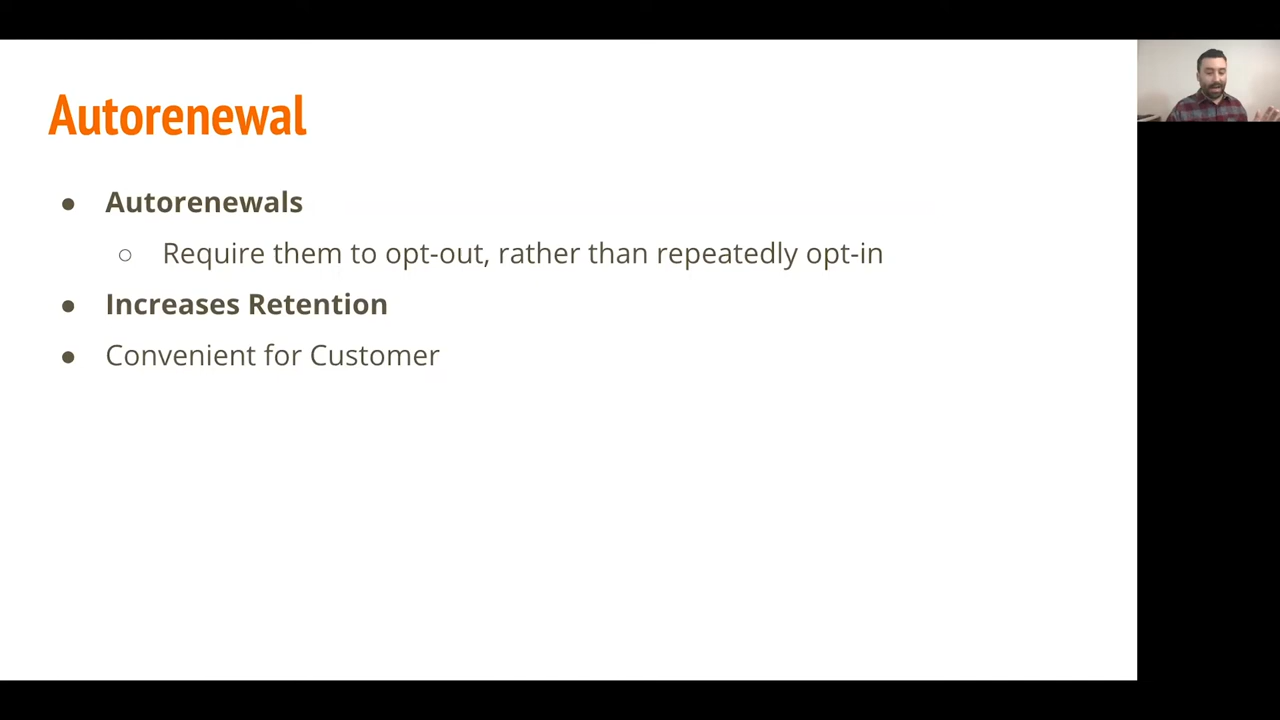 Autorenewal
● Autorenewals
○ Require them to opt-out, rather than repeatedly opt-in
● Increases Retention
● Convenient for Customer